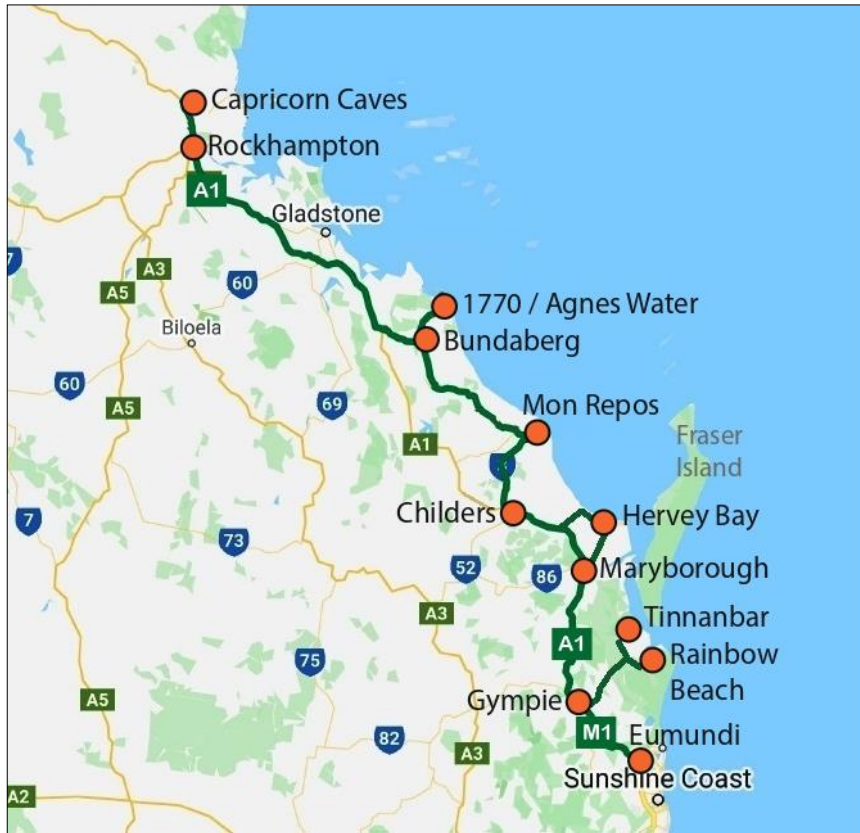 Capricorn Caves
Rockhampton
A1
Gladstone
7
A3
60
A5
1770 / Agnes Water
Biloela
Bundaberg
60
A5
69
Mon Repos
A1
Fraser
Island
3
Childers
Hervey Bay
7
73
52
86
Maryborough
A3
Tinnanbar
A1
75
Rainbow
Beach
A5
Gympie
M1
82
Eumundi
A3
Sunshine Coast
A2